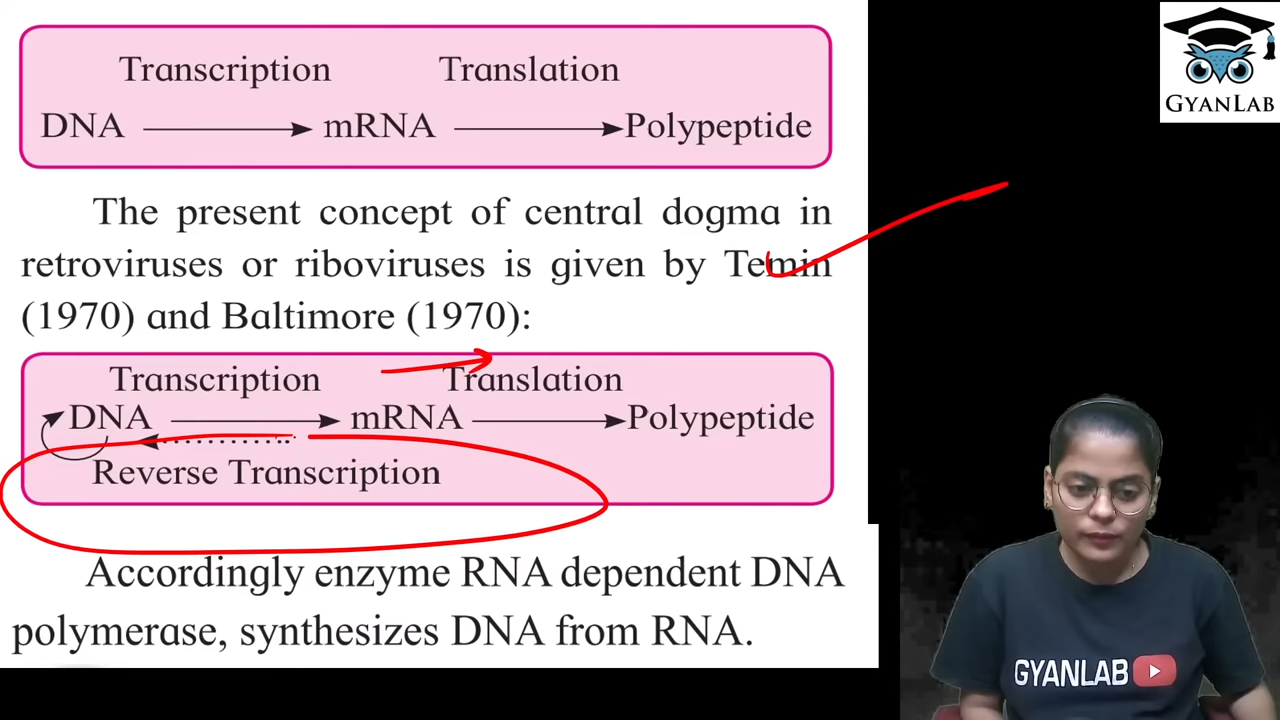 Transcription Translation
DNA mRNA Polypeptide
The present concept of central dogma in
retroviruses or riboviruses is given by Temin
(1970) and Baltimore (1970):
Transcription Translation
DNA mRNA Polypeptide
Reverse Transcription
Accordingly enzyme RNA dependent DNA
polymerase, synthesizes DNA from RNA.
GYANLAB
GYANLAB